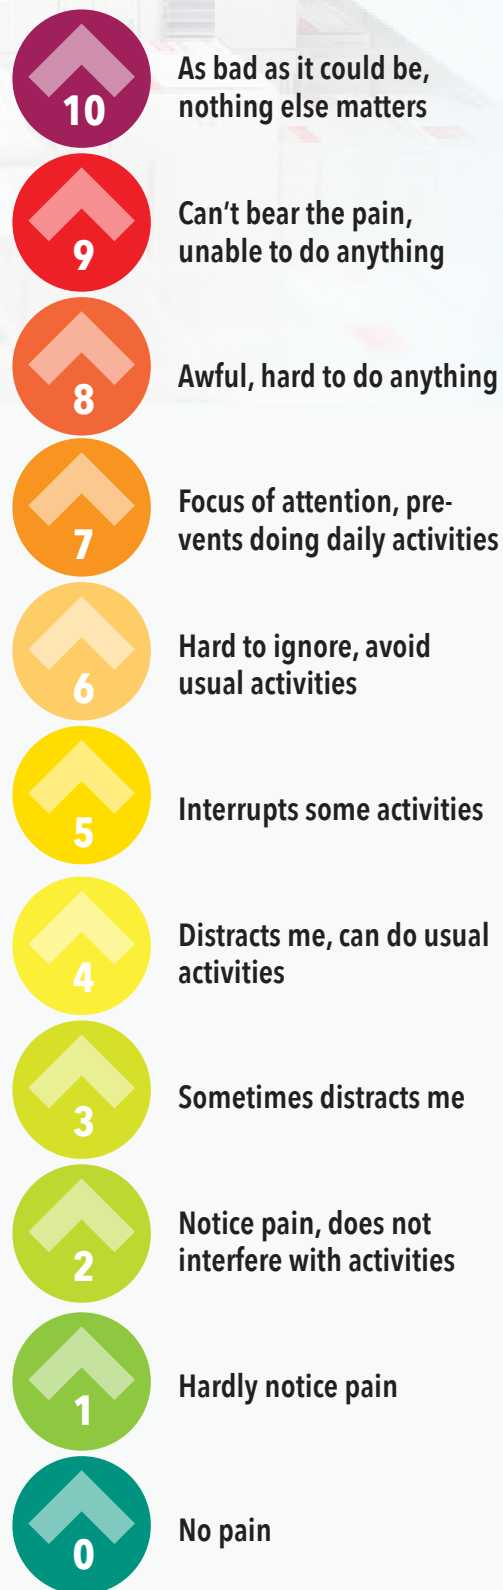 10
As bad as it could be,
nothing else matters
9
Can't bear the pain,
unable to do anything
8
Awful, hard to do anything
7
Focus of attention, pre-
vents doing daily activities
6
Hard to ignore, avoid
usual activities
5
Interrupts some activities
4
Distracts me, can do usual
activities
3
Sometimes distracts me
2
Notice pain, does not
interfere with activities
1
Hardly notice pain
0
No pain